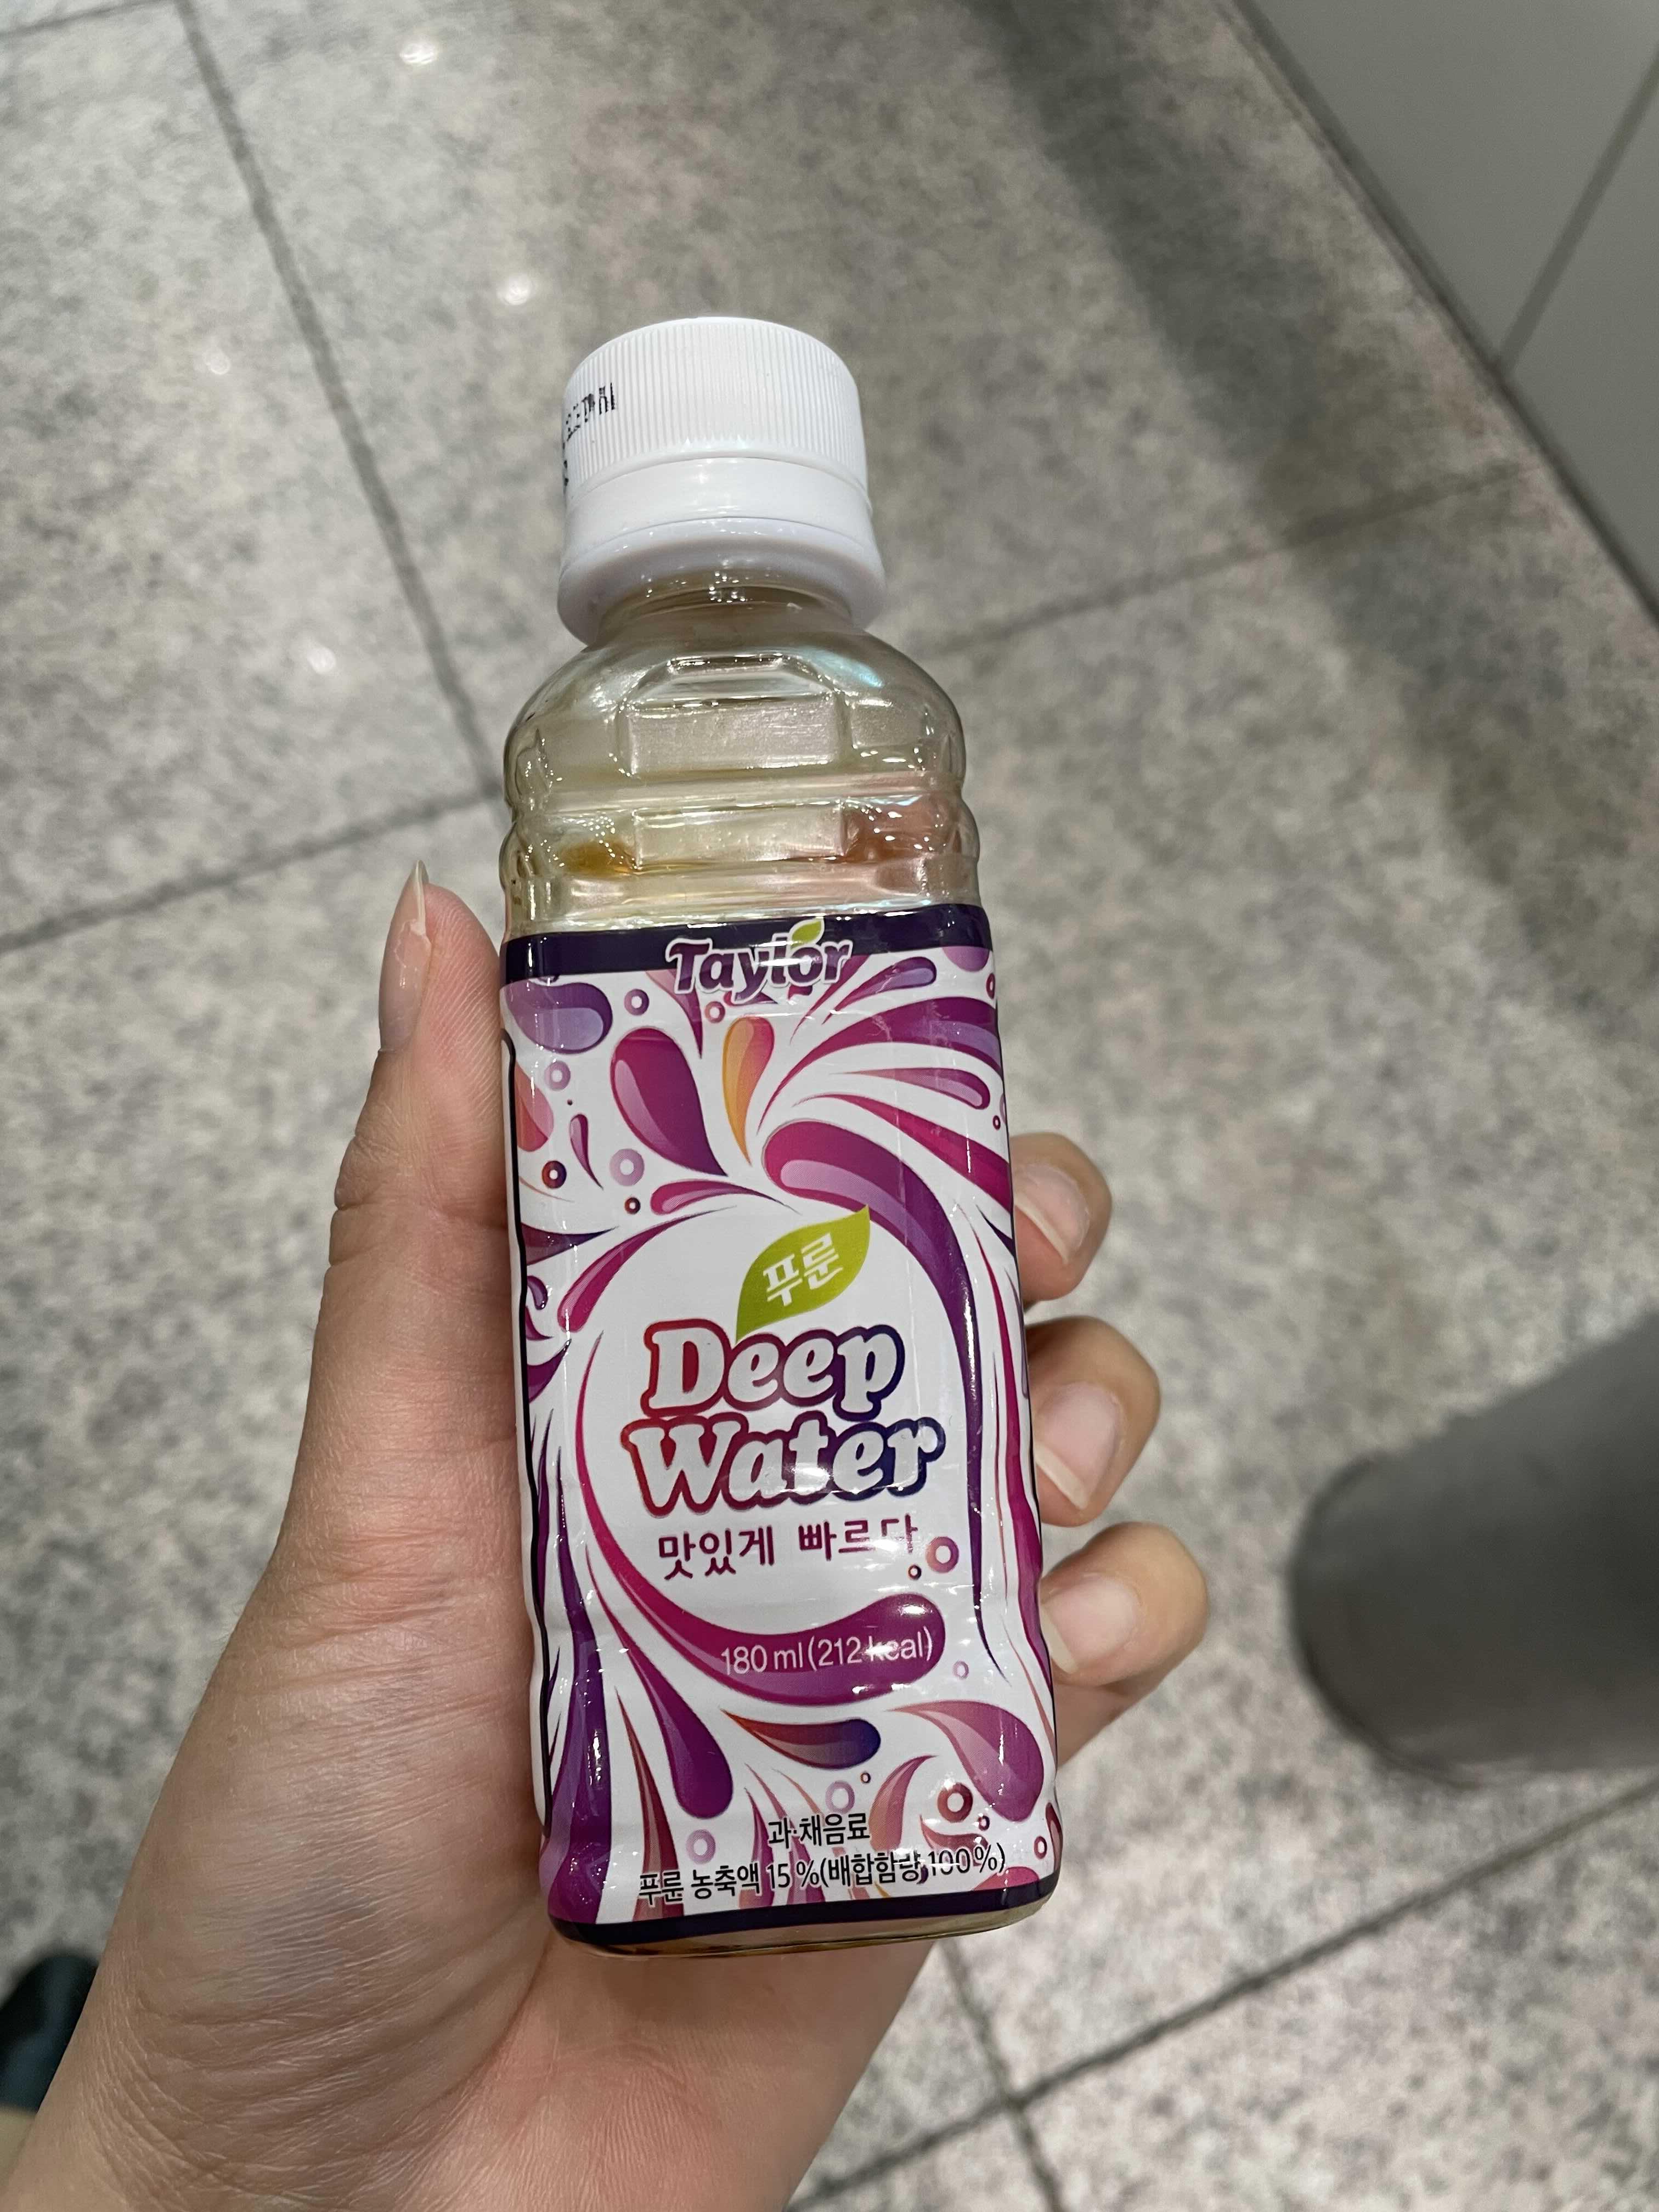 Taylor
푸룬
Deep
Water
맛있게 빠르다
180 ml(212 kcal)
과·채음료
푸룬 농축액 15 %(배합함량 100%)